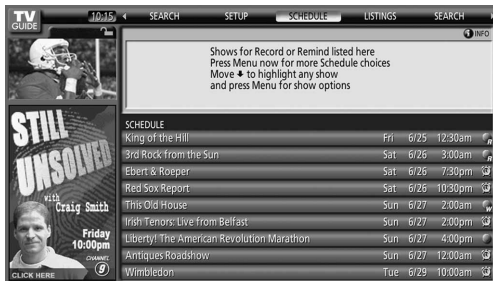 TV
GUIDE
10:15
SEARCH SETUP SCHEDULE LISTINGS SEARCH
INFO
Shows for Record or Remind listed here
Press Menu now for more Schedule choices
Move to highlight any show
and press Menu for show options
STILL
UNSOLVED
with
Craig Smith
Friday
10:00pm
CHANNEL
9
CLICK HERE
SCHEDULE
King of the Hill Fri 6/25 12:30am R
3rd Rock from the Sun Sat 6/26 3:00am R
Ebert & Roeper Sat 6/26 7:30pm
Red Sox Report Sat 6/26 10:30pm
This Old House Sun 6/27 2:00am W
Irish Tenors: Live from Belfast Sun 6/27 2:00pm
Liberty! The American Revolution Marathon Sun 6/27 4:00pm
Antiques Roadshow Sun 6/27 12:00am
Wimbledon Tue 6/29 10:00am